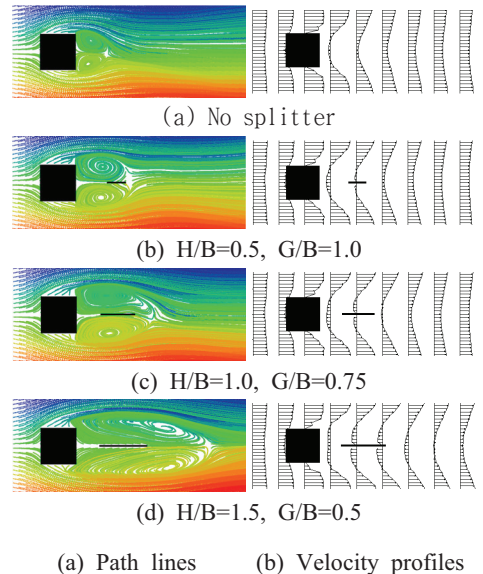 (a) No splitter
(b) H/B=0.5, G/B=1.0
(c) H/B=1.0, G/B=0.75
(d) H/B=1.5, G/B=0.5
(a) Path lines (b) Velocity profiles